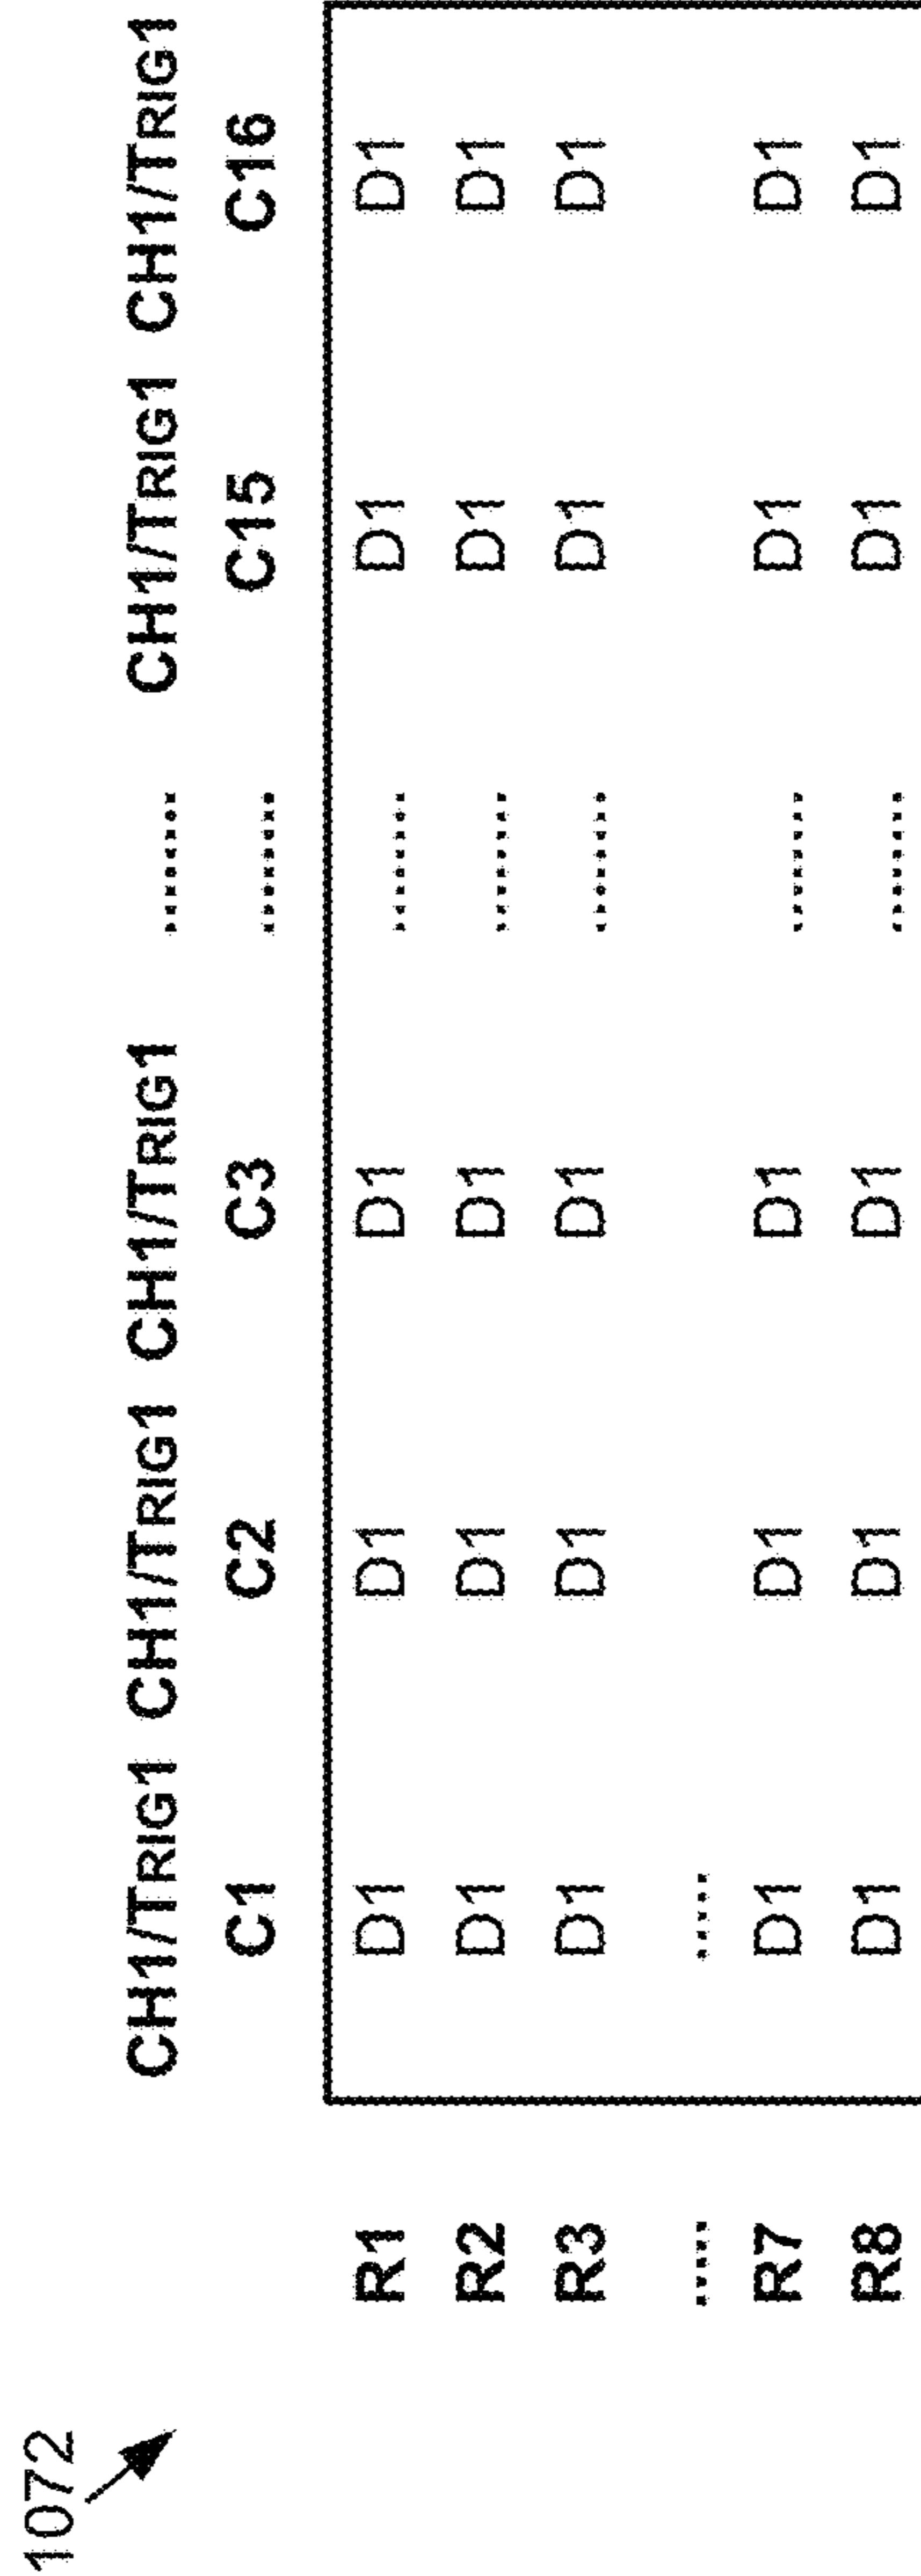 1072
CH1/TRIG1 CH1/TRIG1 CH1/TRIG1 ....... CH1/TRIG1 CH1/TRIG1
C1 C2 C3 ....... C15 C16
R1 D1 D1 D1 ....... D1 D1
R2 D1 D1 D1 ....... D1 D1
R3 D1 D1 D1 ....... D1 D1
..... .....
R7 D1 D1 D1 ....... D1 D1
R8 D1 D1 D1 ....... D1 D1